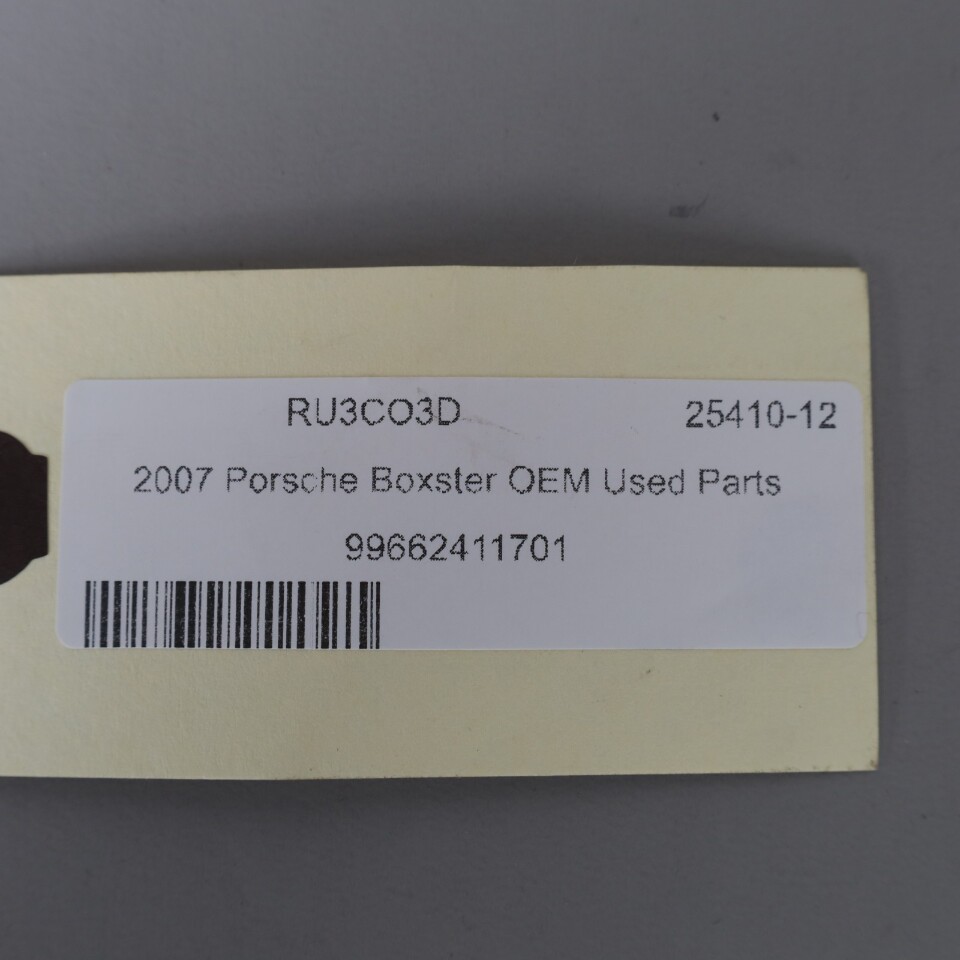 RU3CO3D 25410-12
2007 Porsche Boxster OEM Used Parts
99662411701